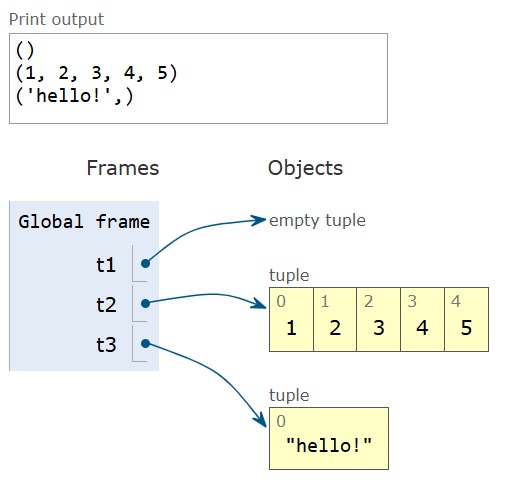 Print output
()
(1, 2, 3, 4, 5)
('hello!',)
Frames
Objects
Global frame
t1
empty tuple
t2
tuple
0 1 2 3 4
1 2 3 4 5
t3
tuple
0
"hello!"